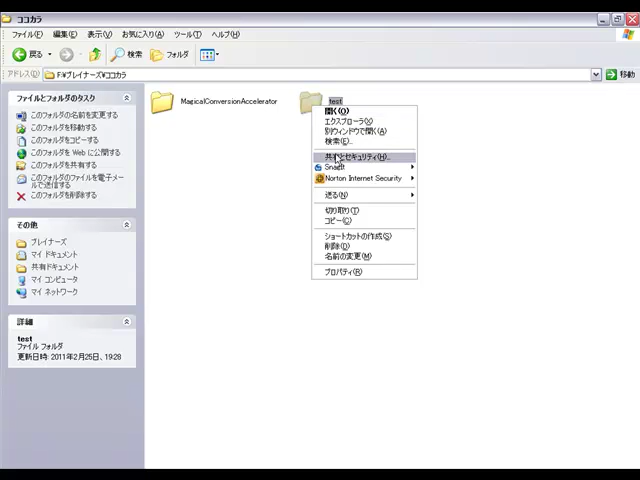 ココカラ
ファイル(F) 編集(E) 表示(V) お気に入り(A) ツール(T) ヘルプ(H)
戻る 検索 フォルダ
アドレス(D) F:¥ブレイナーズ¥ココカラ 移動
ファイルとフォルダのタスク
このフォルダの名前を変更する
このフォルダを移動する
このフォルダをコピーする
このフォルダを Web に公開する
このフォルダを共有する
このフォルダのファイルを電子メールで送信する
このフォルダを削除する
その他
ブレイナーズ
マイ ドキュメント
共有ドキュメント
マイ コンピュータ
マイ ネットワーク
詳細
test
ファイル フォルダ
更新日時: 2011年2月25日、19:28
MagicalConversionAccelerator
test
開く(O)
エクスプローラ(X)
別ウィンドウで開く(A)
検索(E)...
共有とセキュリティ(H)...
SnagIt
Norton Internet Security
送る(N)
切り取り(T)
コピー(C)
ショートカットの作成(S)
削除(D)
名前の変更(M)
プロパティ(R)